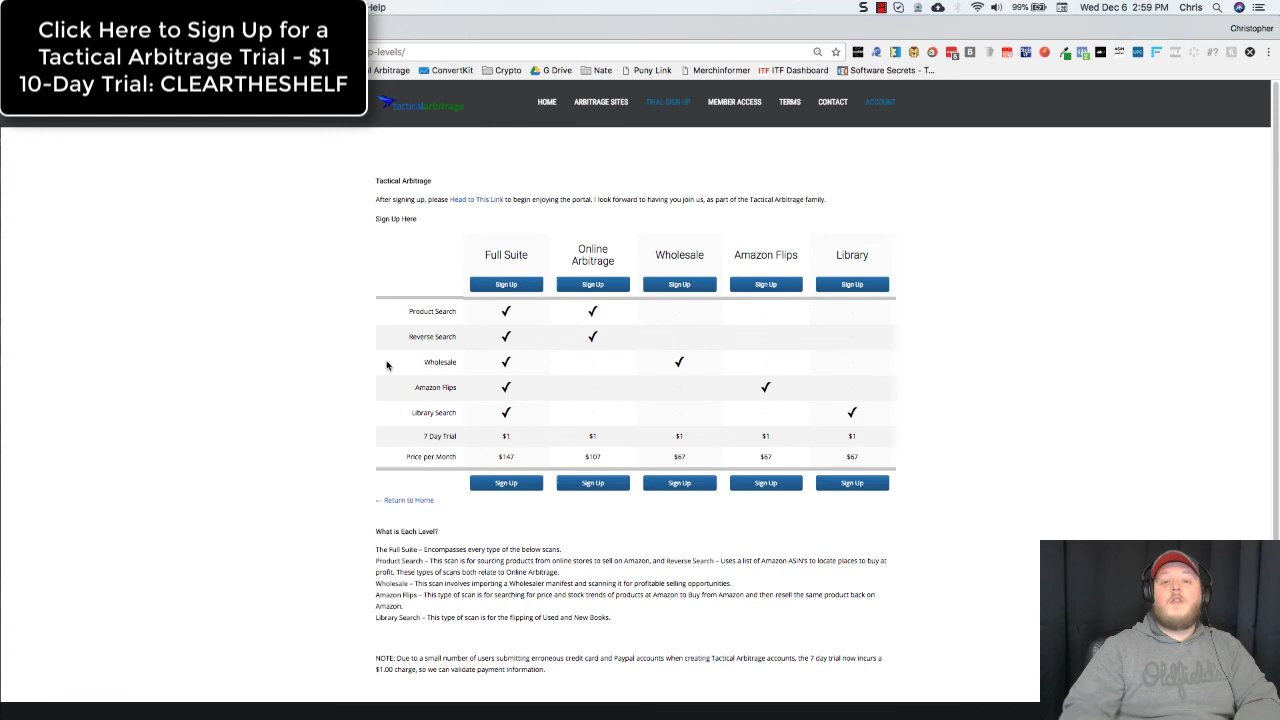 Click Here to Sign Up for a
Tactical Arbitrage Trial - $1
10-Day Trial: CLEARTHESHELF
Help
99%
Wed Dec 6 2:59 PM Chris
Christopher
p-levels/
Arbitrage ConvertKit Crypto G Drive Nate Puny Link Merchinformer ITF ITF Dashboard Software Secrets - T...
tacticalarbitrage
HOME ARBITRAGE SITES TRIAL SIGN UP MEMBER ACCESS TERMS CONTACT ACCOUNT
Tactical Arbitrage
After signing up, please Head to This Link to begin enjoying the portal. I look forward to having you join us, as part of the Tactical Arbitrage family.
Sign Up Here
Full Suite Online Arbitrage Wholesale Amazon Flips Library
Sign Up Sign Up Sign Up Sign Up Sign Up
Product Search ✓ ✓
Reverse Search ✓ ✓
Wholesale ✓ ✓
Amazon Flips ✓ ✓
Library Search ✓ ✓
7 Day Trial $1 $1 $1 $1 $1
Price per Month $147 $107 $67 $67 $67
Sign Up Sign Up Sign Up Sign Up Sign Up
← Return to Home
What is Each Level?
The Full Suite – Encompasses every type of the below scans.
Product Search – This scan is for sourcing products from online stores to sell on Amazon, and Reverse Search – Uses a list of Amazon ASIN's to locate places to buy at
profit. These types of scans both relate to Online Arbitrage.
Wholesale – This scan involves importing a Wholesaler manifest and scanning it for profitable selling opportunities.
Amazon Flips – This type of scan is for searching for price and stock trends of products at Amazon to Buy from Amazon and then resell the same product back on
Amazon.
Library Search – This type of scan is for the flipping of Used and New Books.
NOTE: Due to a small number of users submitting erroneous credit card and Paypal accounts when creating Tactical Arbitrage accounts, the 7 day trial now incurs a
$1.00 charge, so we can validate payment information.
Oldfields